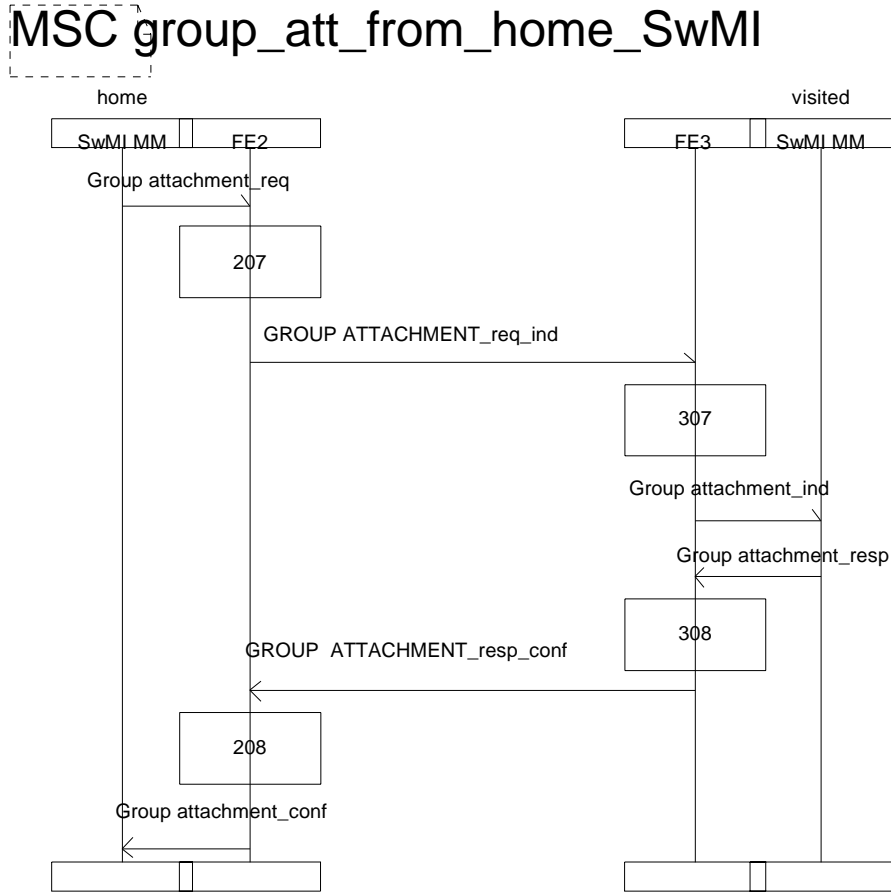 MSC group_att_from_home_SwMI
home
visited
SwMI MM
FE2
FE3
SwMI MM
Group attachment_req
207
GROUP ATTACHMENT_req_ind
307
Group attachment_ind
Group attachment_resp
308
GROUP ATTACHMENT_resp_conf
208
Group attachment_conf